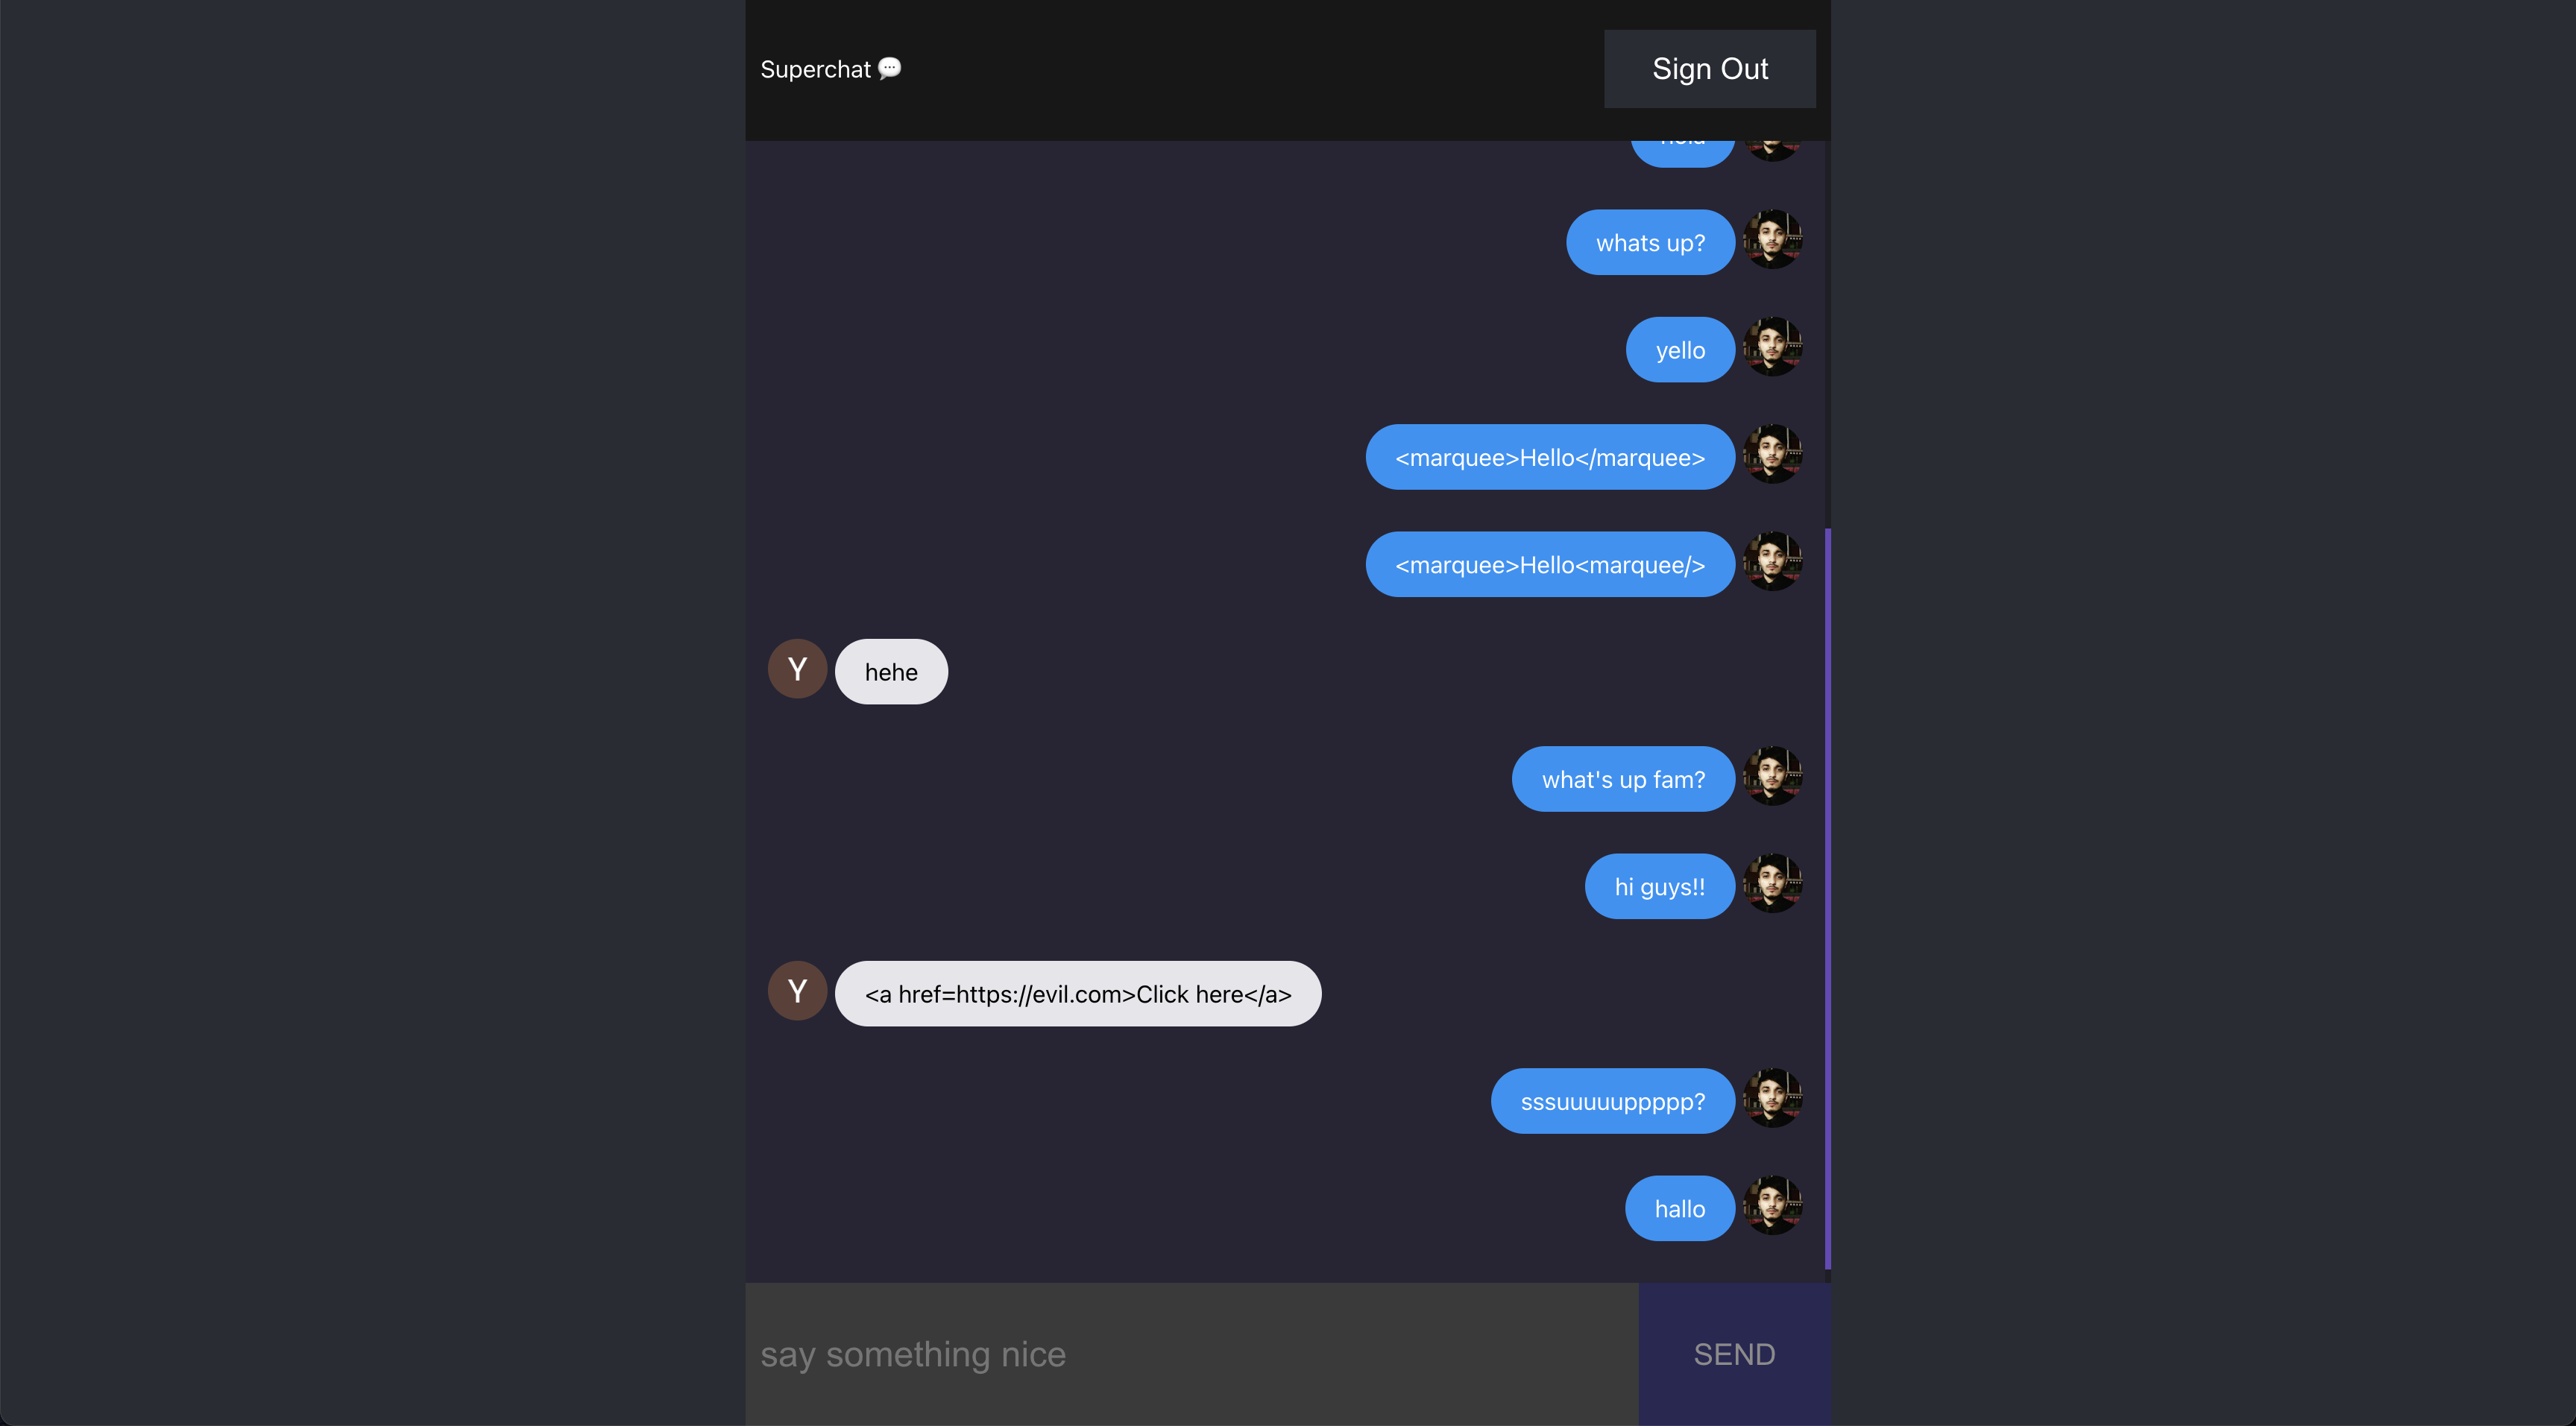 Superchat 💬
Sign Out
whats up?
yello
<marquee>Hello</marquee>
<marquee>Hello<marquee/>
Y
hehe
what's up fam?
hi guys!!
Y
<a href=https://evil.com>Click here</a>
sssuuuuuppppp?
hallo
say something nice
SEND